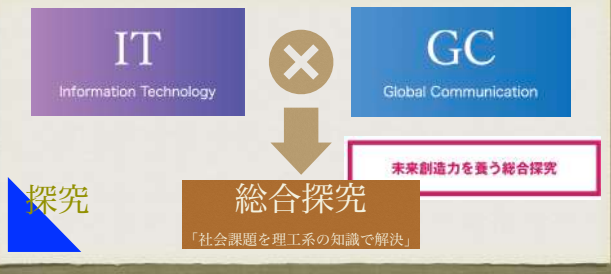 IT
Information Technology
GC
Global Communication
未来創造力を養う総合探究
探究
総合探究
「社会課題を理工系の知識で解決」